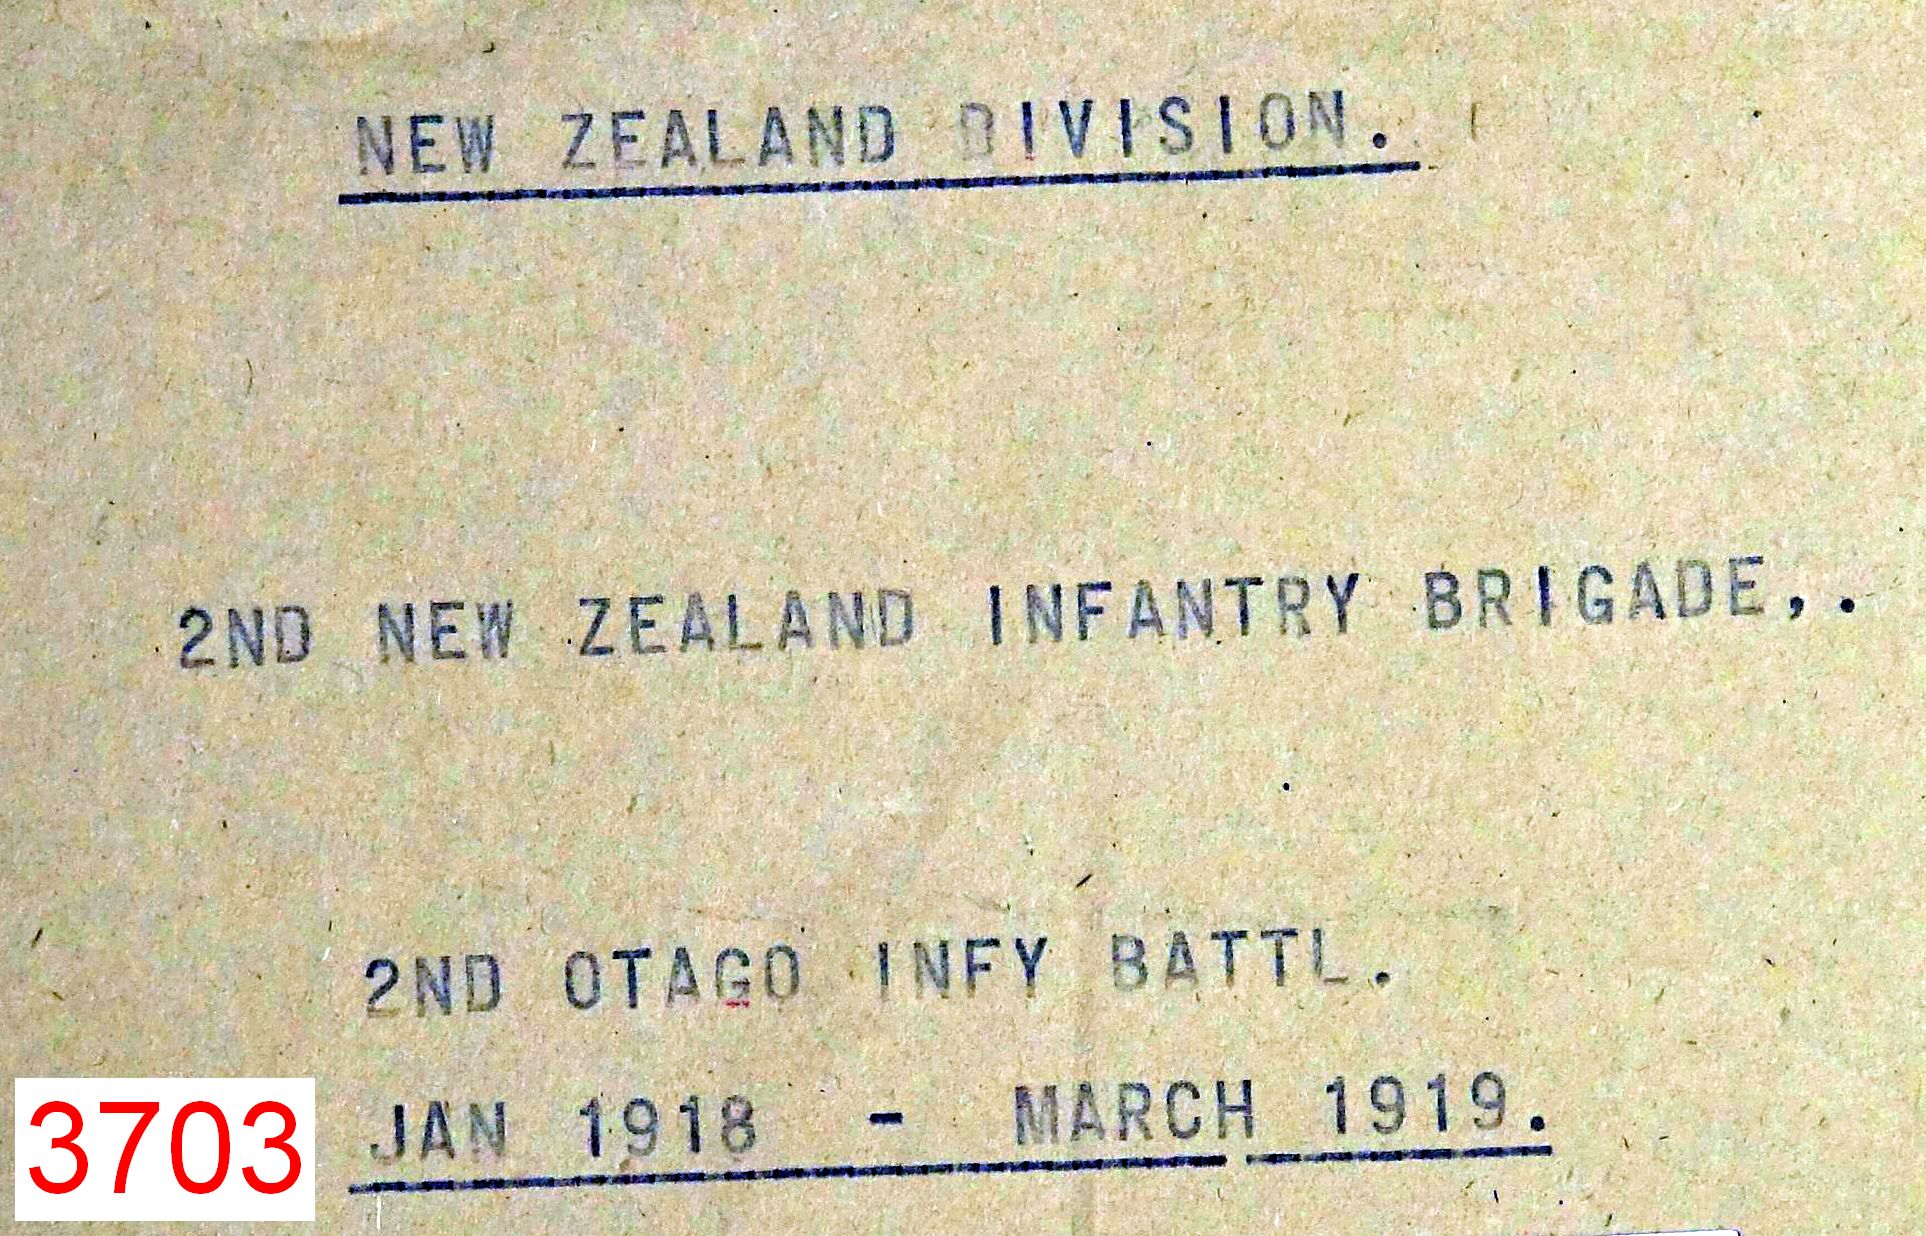 NEW ZEALAND DIVISION.
2ND NEW ZEALAND INFANTRY BRIGADE,.
2ND OTAGO INFY BATTL.
JAN 1918 - MARCH 1919.
3703